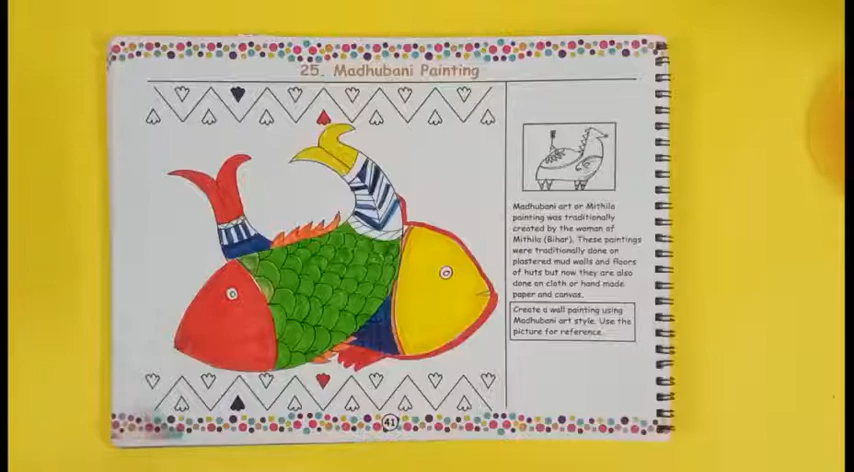 25. Madhubani Painting
Madhubani art or Mithila
painting was traditionally
created by the woman of
Mithila (Bihar). These paintings
were traditionally done on
plastered mud walls and floors
of huts but now they are also
done on cloth or hand made
paper and canvas.
Create a wall painting using
Madhubani art style. Use the
picture for reference.
41